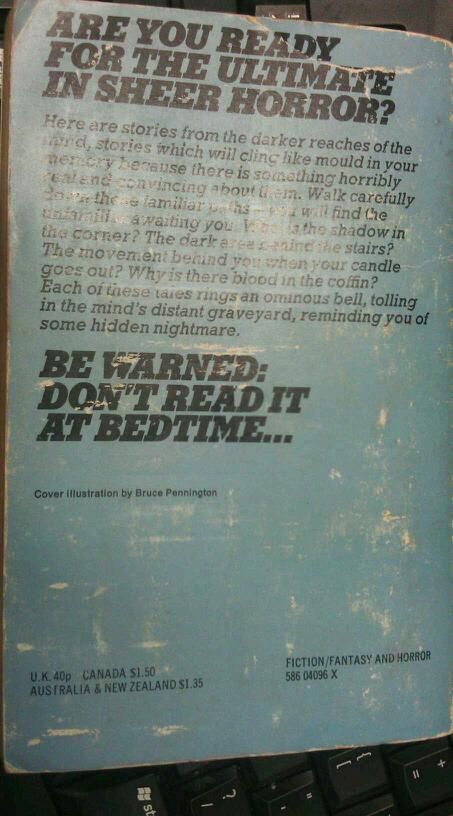 ARE YOU READY
FOR THE ULTIMATE
IN SHEER HORROR?
Here are stories from the darker reaches of the
mind, stories which will cling like mould in your
memory because there is something horribly
real and convincing about them. Walk carefully
down these familiar paths – you will find the
unfamiliar awaiting you. Who is the shadow in
the corner? The dark area behind the stairs?
The movement behind you when your candle
goes out? Why is there blood in the coffin?
Each of these tales rings an ominous bell, tolling
in the mind's distant graveyard, reminding you of
some hidden nightmare.
BE WARNED:
DON'T READ IT
AT BEDTIME...
Cover illustration by Bruce Pennington
U.K. 40p CANADA $1.50
AUSTRALIA & NEW ZEALAND $1.35
FICTION/FANTASY AND HORROR
586 04096 X
st
?
/
"
'
{
[
+
=